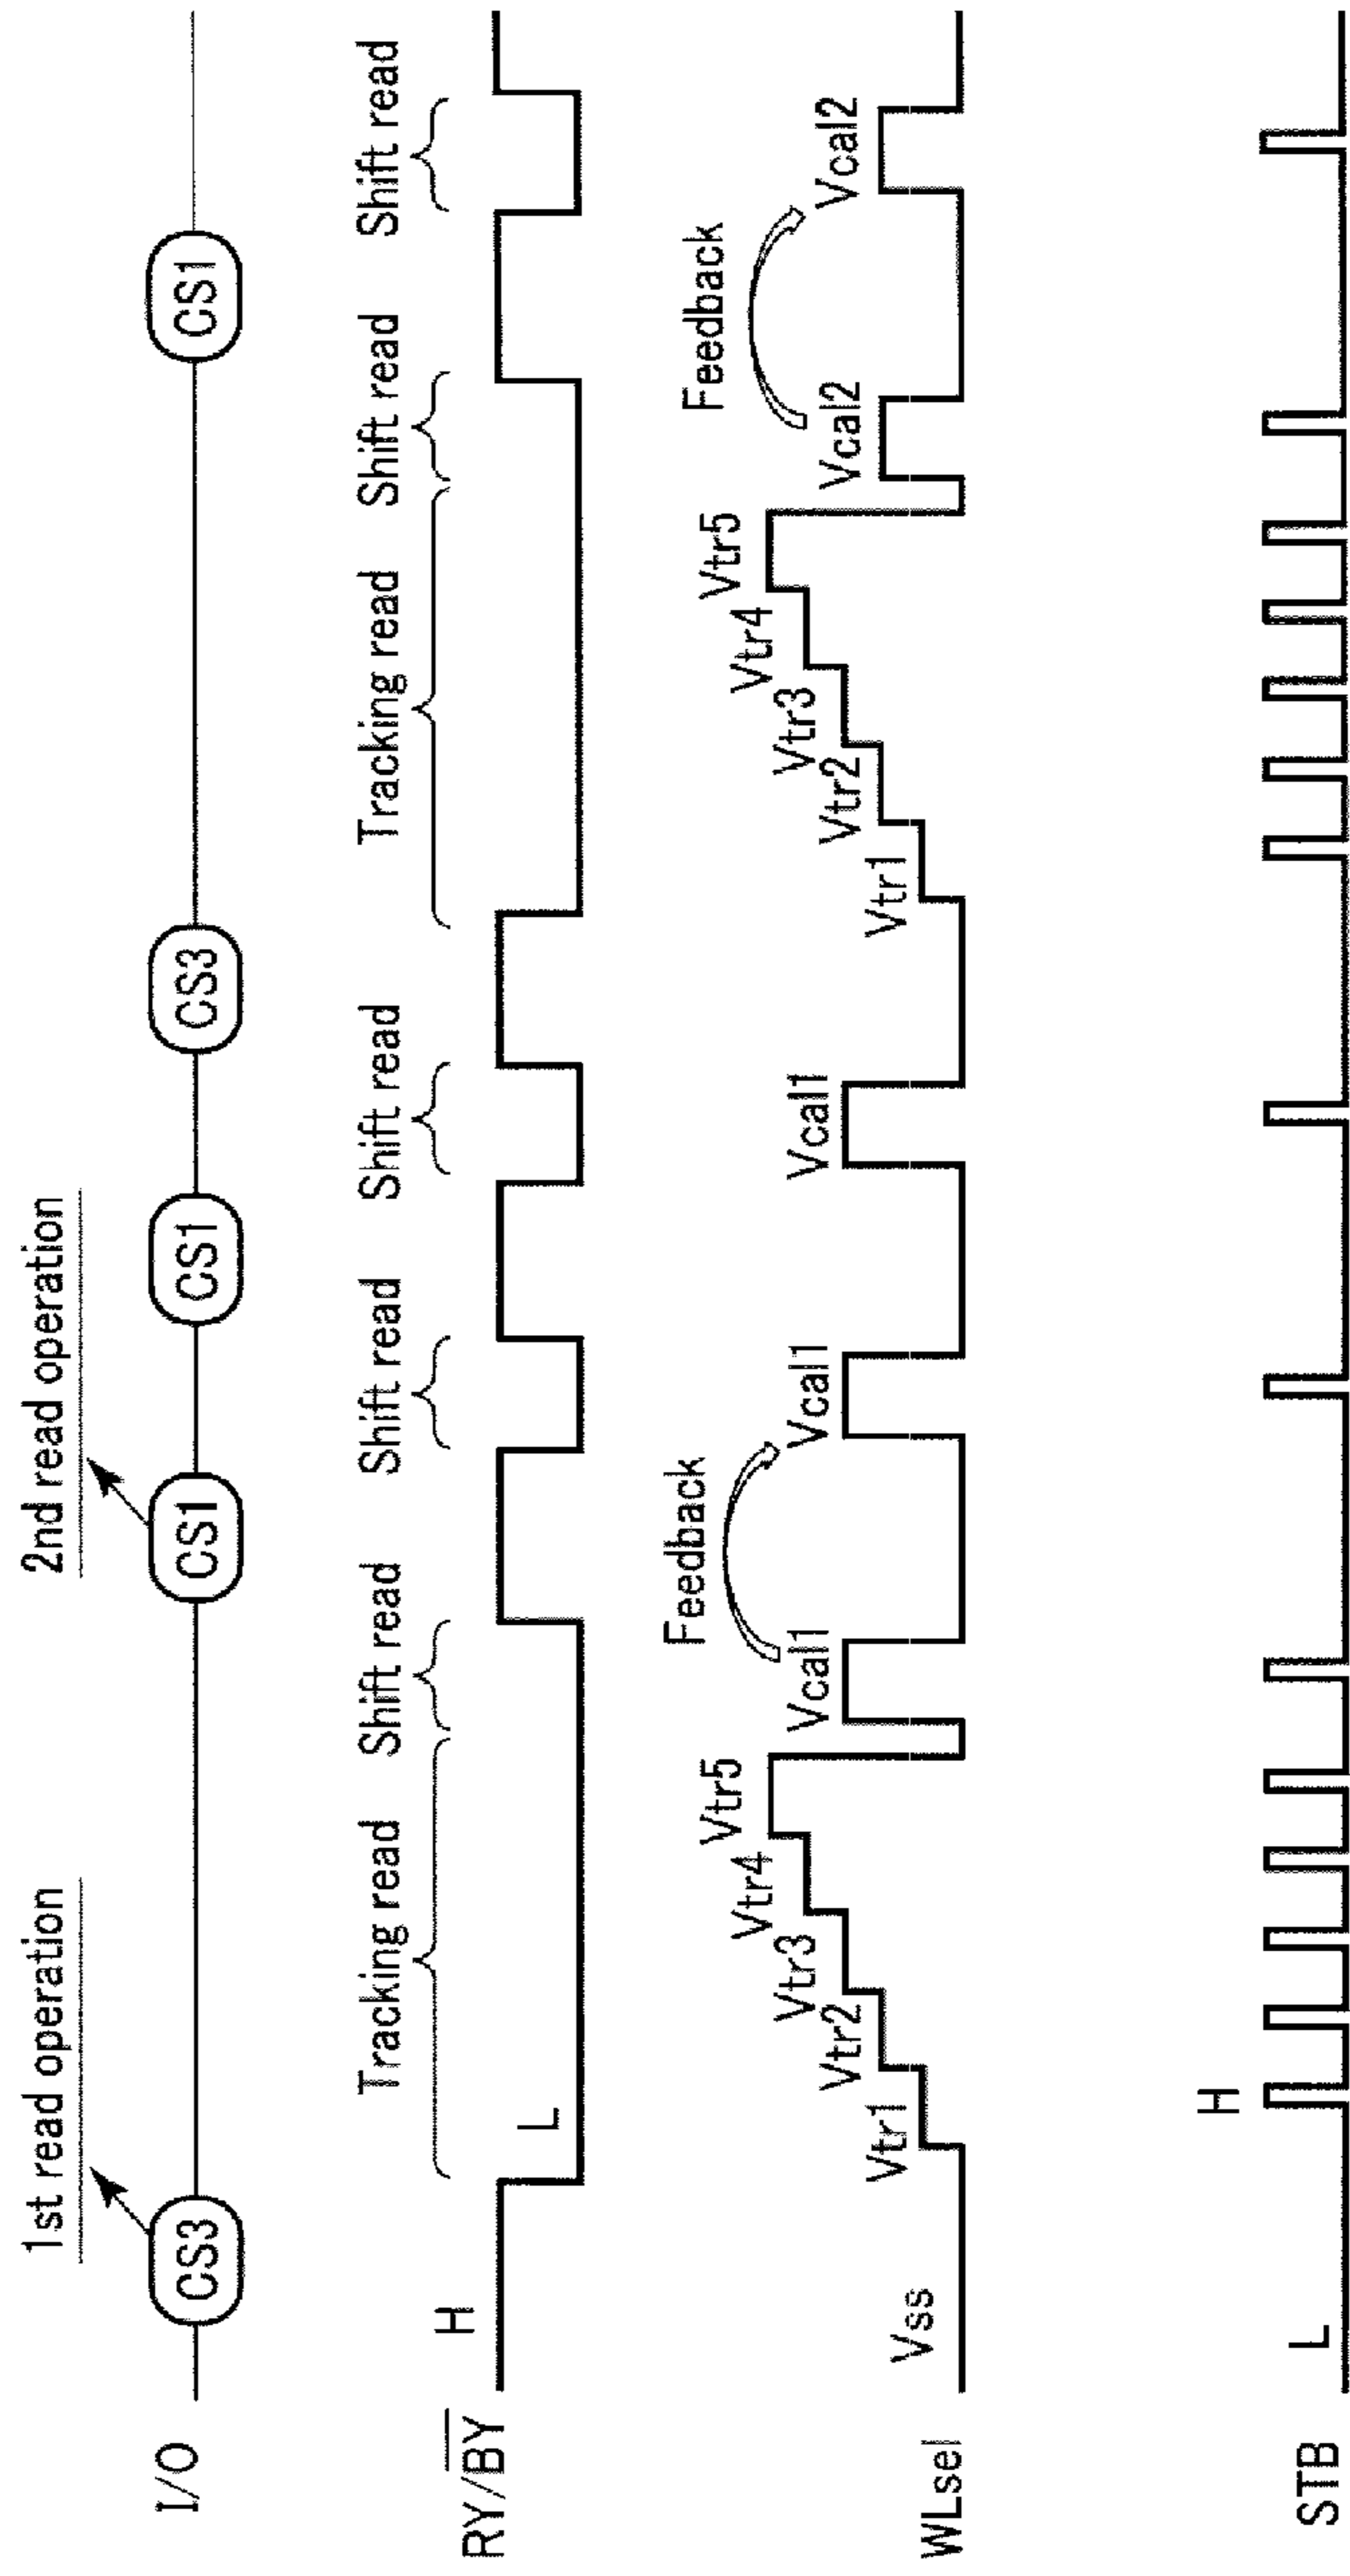 1st read operation
2nd read operation
I/O
CS3
CS1
CS1
CS3
CS1
RY/B̅Y̅
H
L
Tracking read
Shift read
Shift read
Shift read
Tracking read
Shift read
Shift read
Feedback
Feedback
WLsel
Vss
Vtr1
Vtr2
Vtr3
Vtr4
Vtr5
Vcal1
Vcal1
Vcal1
Vtr1
Vtr2
Vtr3
Vtr4
Vtr5
Vcal2
Vcal2
STB
L
H